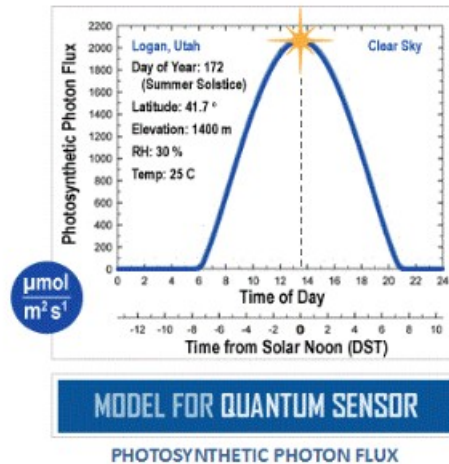 Photosynthetic Photon Flux
2200
2000
1800
1600
1400
1200
1000
800
600
400
200
0
Logan, Utah
Clear Sky
Day of Year: 172
(Summer Solstice)
Latitude: 41.7 °
Elevation: 1400 m
RH: 30 %
Temp: 25 C
0 2 4 6 8 10 12 14 16 18 20 22 24
Time of Day
µmol
m² s¹
-12 -10 -8 -6 -4 -2 0 2 4 6 8 10
Time from Solar Noon (DST)
MODEL FOR QUANTUM SENSOR
PHOTOSYNTHETIC PHOTON FLUX